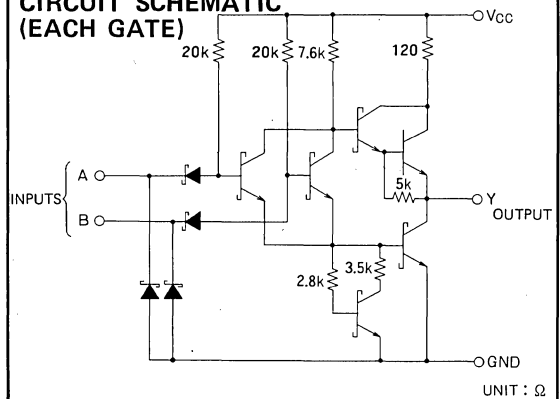 CIRCUIT SCHEMATIC
(EACH GATE)
VCC
20k
20k
7.6k
120
INPUTS
A
B
5k
Y
OUTPUT
2.8k
3.5k
GND
UNIT : Ω